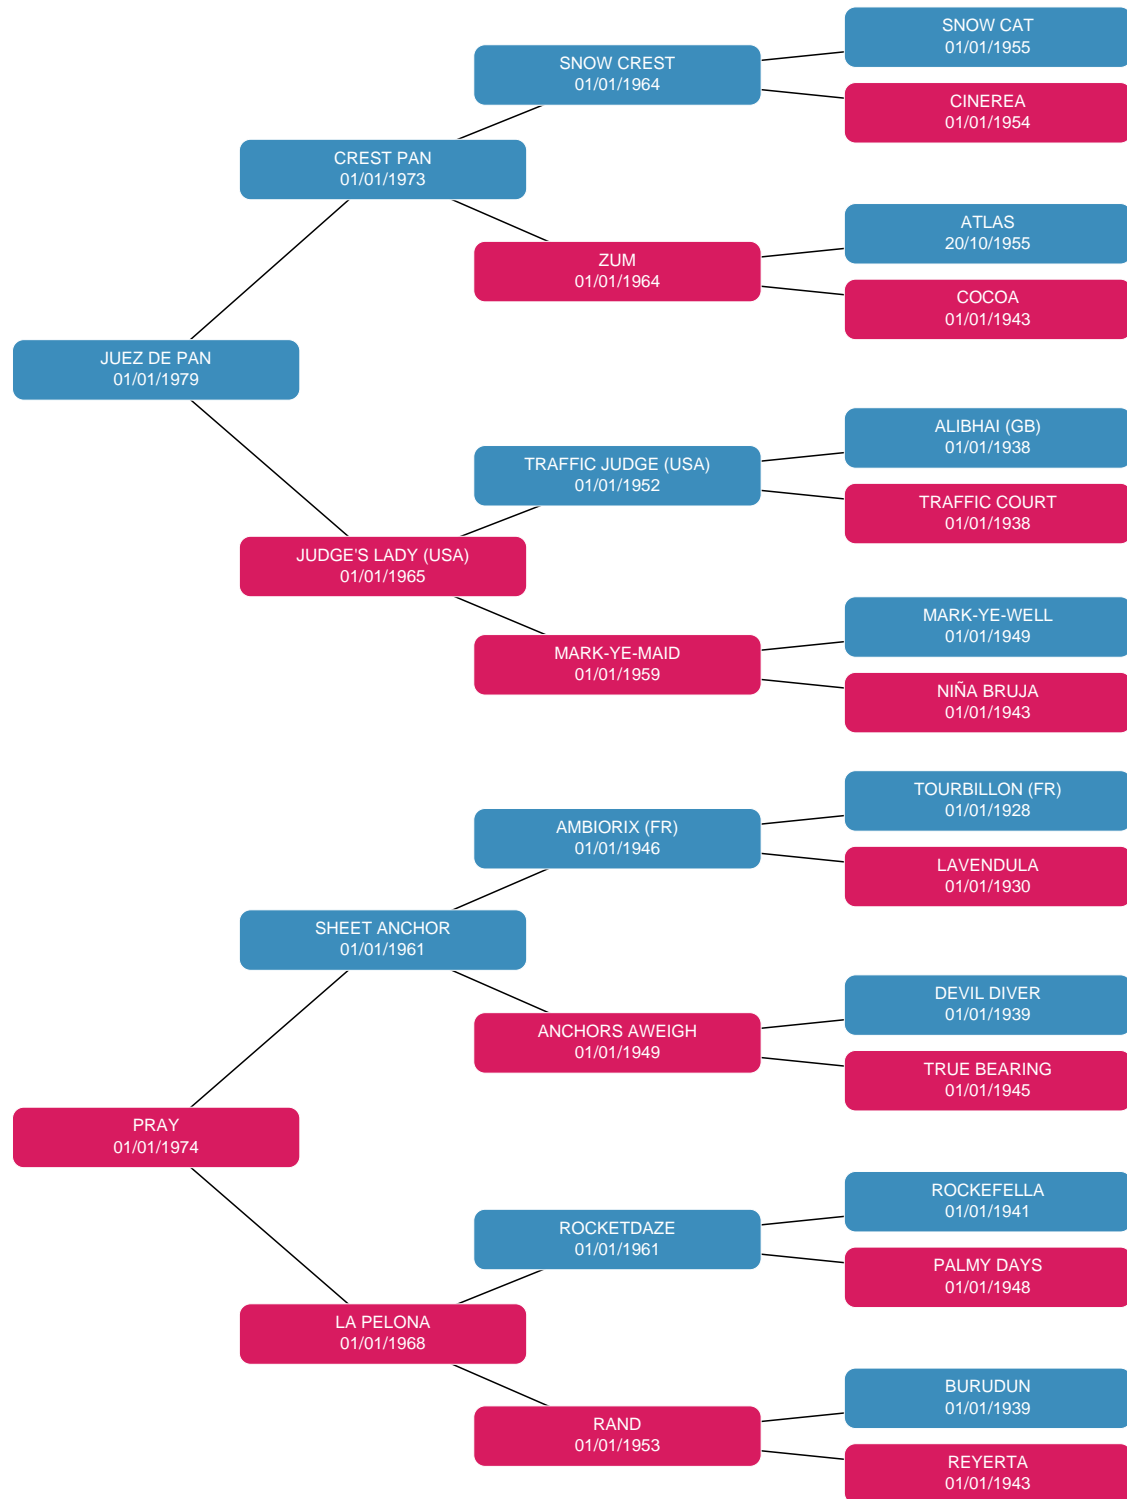 SNOW CAT
01/01/1955
SNOW CREST
01/01/1964
CINEREA
01/01/1954
CREST PAN
01/01/1973
ATLAS
20/10/1955
ZUM
01/01/1964
COCOA
01/01/1943
JUEZ DE PAN
01/01/1979
ALIBHAI (GB)
01/01/1938
TRAFFIC JUDGE (USA)
01/01/1952
TRAFFIC COURT
01/01/1938
JUDGE'S LADY (USA)
01/01/1965
MARK-YE-WELL
01/01/1949
MARK-YE-MAID
01/01/1959
NIÑA BRUJA
01/01/1943
TOURBILLON (FR)
01/01/1928
AMBIORIX (FR)
01/01/1946
LAVENDULA
01/01/1930
SHEET ANCHOR
01/01/1961
DEVIL DIVER
01/01/1939
ANCHORS AWEIGH
01/01/1949
TRUE BEARING
01/01/1945
PRAY
01/01/1974
ROCKEFELLA
01/01/1941
ROCKETDAZE
01/01/1961
PALMY DAYS
01/01/1948
LA PELONA
01/01/1968
BURUDUN
01/01/1939
RAND
01/01/1953
REYERTA
01/01/1943